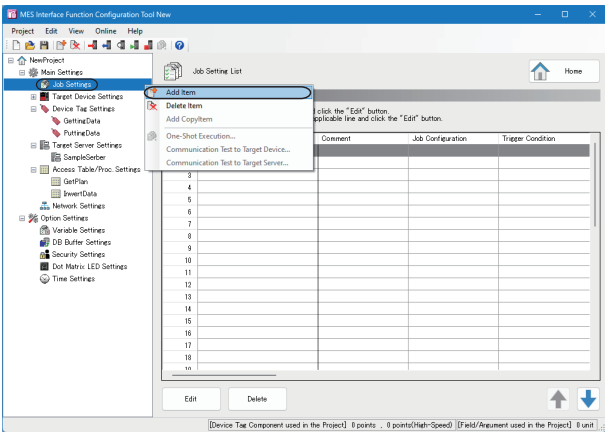 MES Interface Function Configuration Tool New
Project Edit View Online Help
NewProject
Main Settings
Job Settings
Target Device Settings
Device Tag Settings
GettingData
PuttingData
Target Server Settings
SampleSerber
Access Table/Proc. Settings
GetPlan
InwertData
Network Settings
Option Settings
Variable Settings
DB Buffer Settings
Security Settings
Dot Matrix LED Settings
Time Settings
Job Setting List
Home
Add Item
Delete Item
Add CopyItem
One-Shot Execution...
Communication Test to Target Device...
Communication Test to Target Server...
click the "Edit" button.
pplicable line and click the "Edit" button.
Comment Job Configuration Trigger Condition
3
4
5
6
7
8
9
10
11
12
13
14
15
16
17
18
19
Edit Delete
[Device Tag Component used in the Project] 0 points , 0 points(High-Speed) [Field/Argument used in the Project] 0 unit